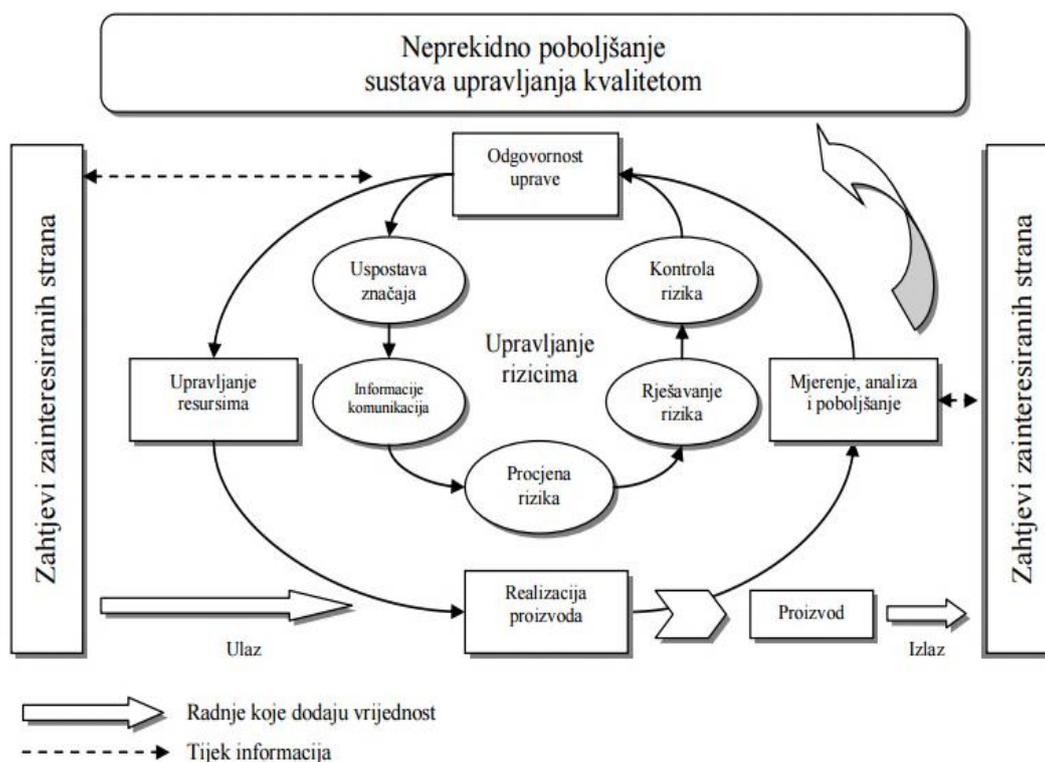 Neprekidno poboljšanje
sustava upravljanja kvalitetom
Zahtjevi zainteresiranih strana
Odgovornost
uprave
Uspostava
značaja
Kontrola
rizika
Upravljanje
rizicima
Upravljanje
resursima
Informacije
komunikacija
Rješavanje
rizika
Mjerenje, analiza
i poboljšanje
Procjena
rizika
Realizacija
proizvoda
Proizvod
Ulaz
Izlaz
Zahtjevi zainteresiranih strana
Radnje koje dodaju vrijednost
Tijek informacija